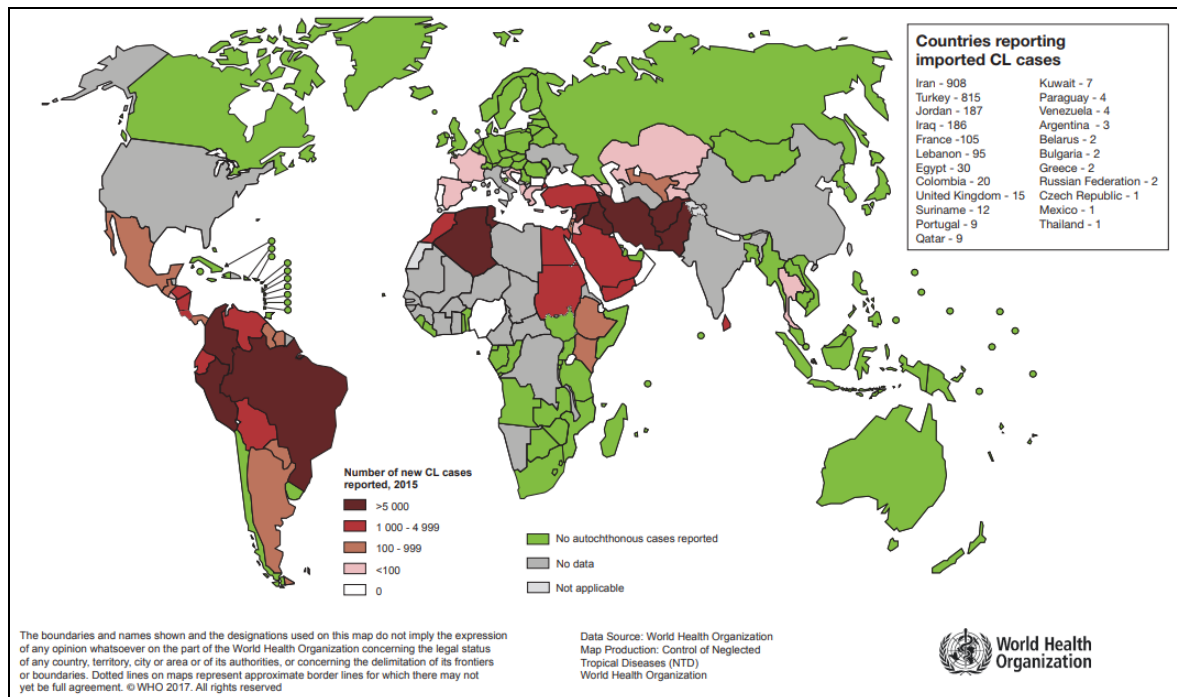 Countries reporting
imported CL cases
Iran - 908
Turkey - 815
Jordan - 187
Iraq - 186
France -105
Lebanon - 95
Egypt - 30
Colombia - 20
United Kingdom - 15
Suriname - 12
Portugal - 9
Qatar - 9
Kuwait - 7
Paraguay - 4
Venezuela - 4
Argentina - 3
Belarus - 2
Bulgaria - 2
Greece - 2
Russian Federation - 2
Czech Republic - 1
Mexico - 1
Thailand - 1
Number of new CL cases
reported, 2015
>5 000
1 000 - 4 999
100 - 999
<100
0
No autochthonous cases reported
No data
Not applicable
The boundaries and names shown and the designations used on this map do not imply the expression
of any opinion whatsoever on the part of the World Health Organization concerning the legal status
of any country, territory, city or area or of its authorities, or concerning the delimitation of its frontiers
or boundaries. Dotted lines on maps represent approximate border lines for which there may not
yet be full agreement. © WHO 2017. All rights reserved
Data Source: World Health Organization
Map Production: Control of Neglected
Tropical Diseases (NTD)
World Health Organization
World Health
Organization